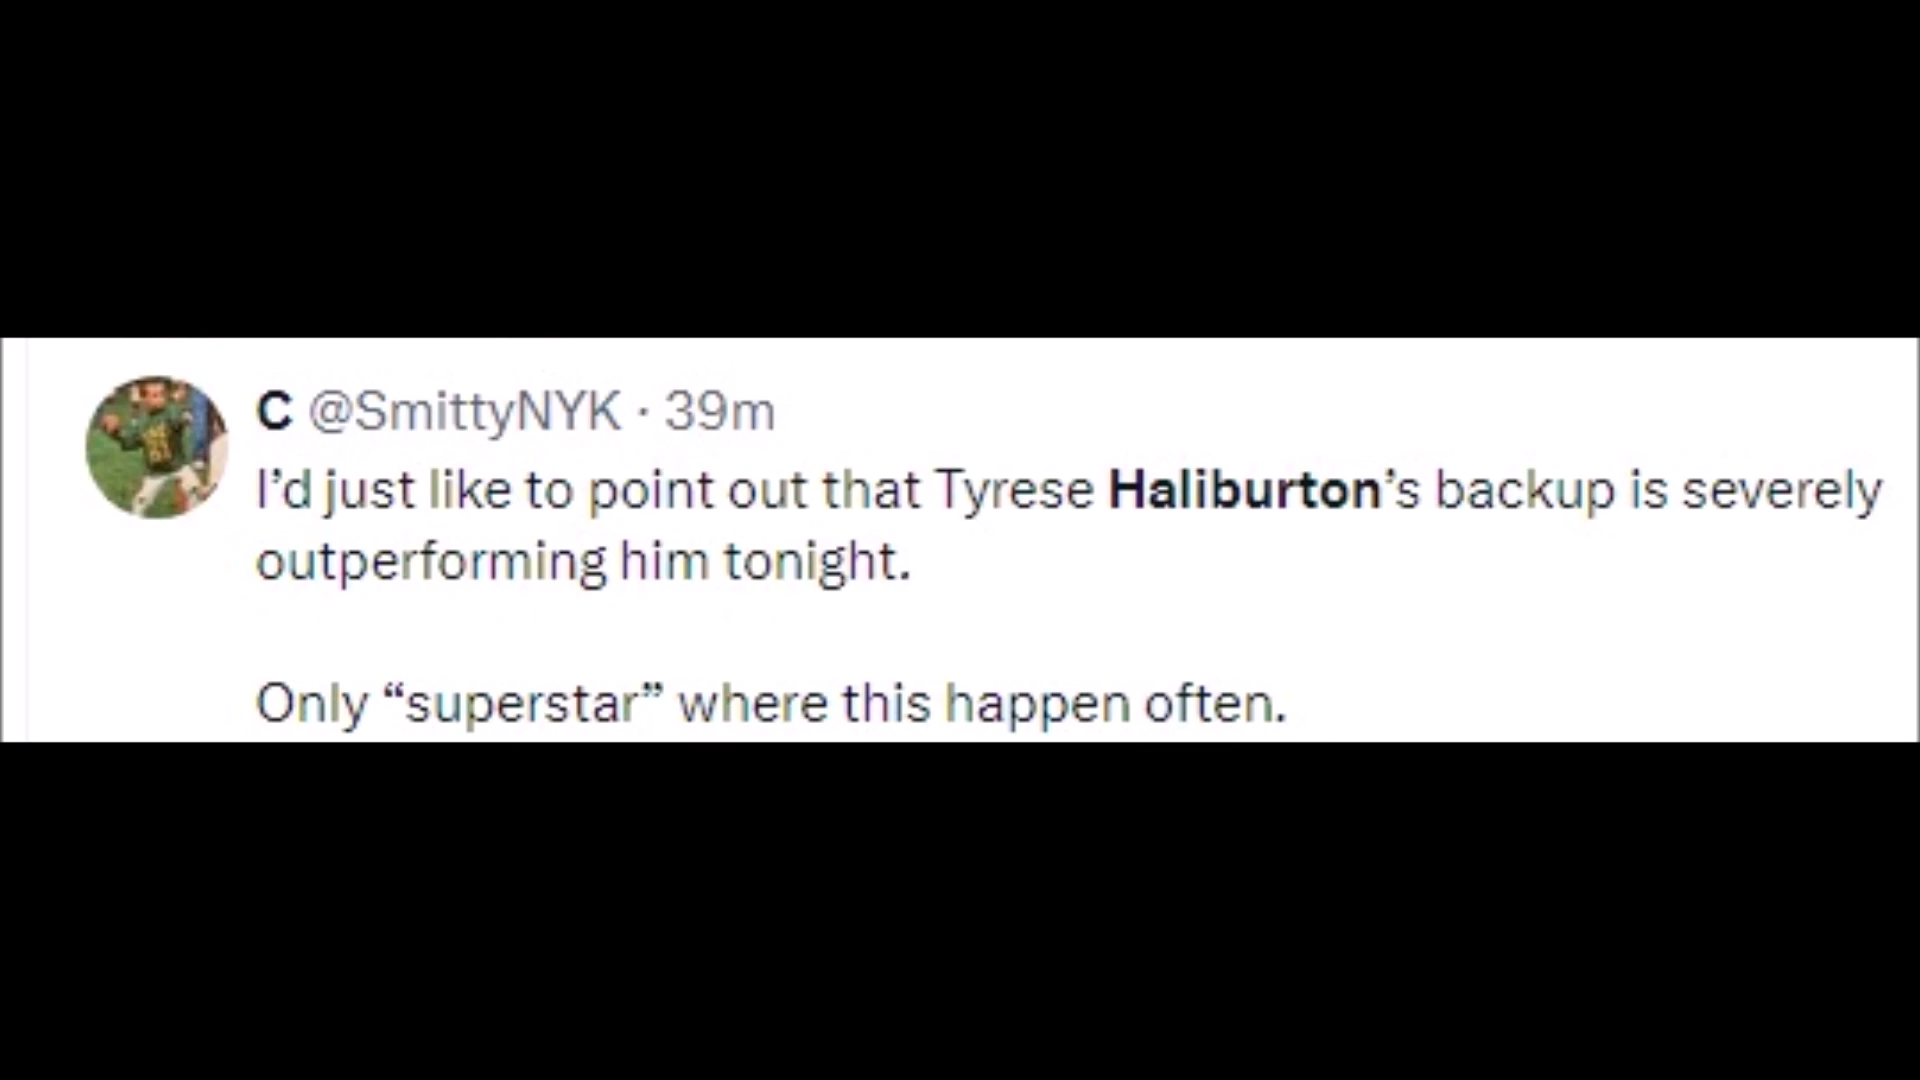 C @SmittyNYK · 39m
I’d just like to point out that Tyrese Haliburton’s backup is severely
outperforming him tonight.
Only “superstar” where this happen often.